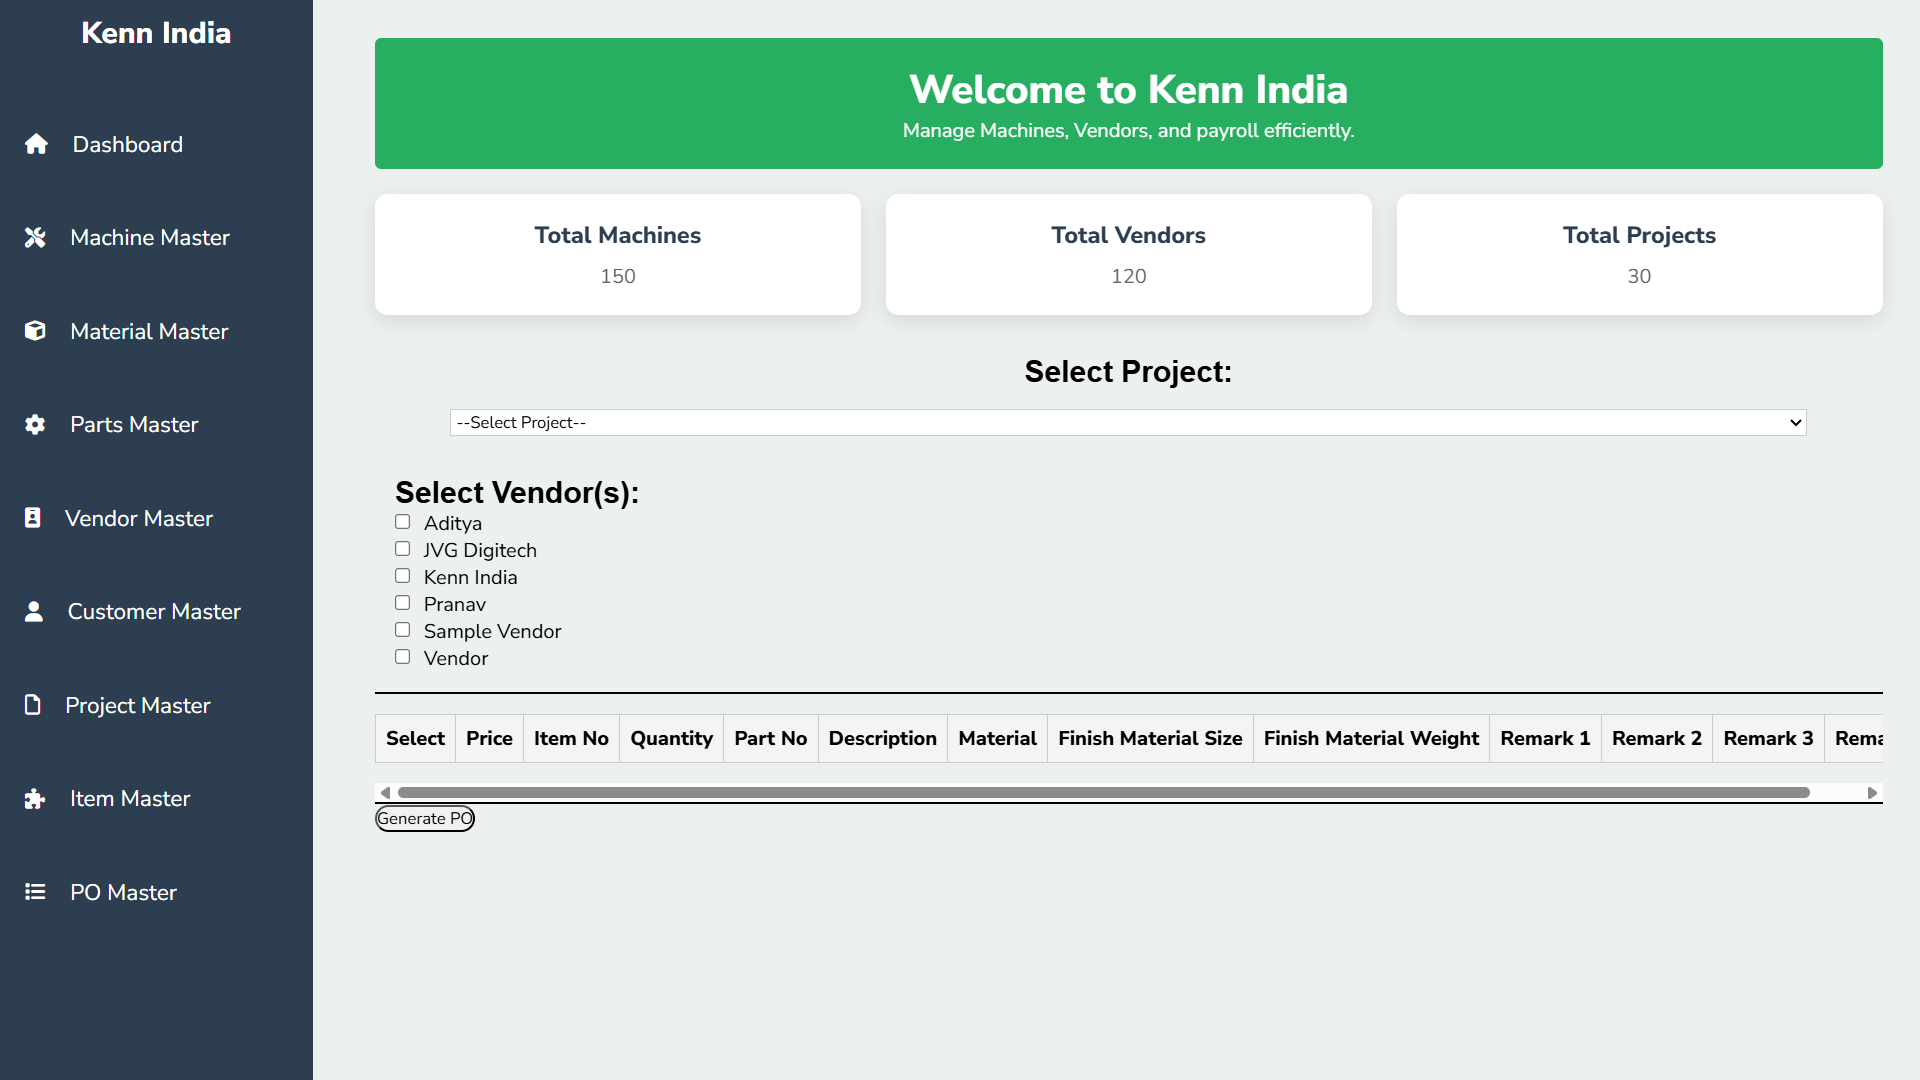 Kenn India
Dashboard
Machine Master
Material Master
Parts Master
Vendor Master
Customer Master
Project Master
Item Master
PO Master
Welcome to Kenn India
Manage Machines, Vendors, and payroll efficiently.
Total Machines
150
Total Vendors
120
Total Projects
30
Select Project:
--Select Project--
Select Vendor(s):
Aditya
JVG Digitech
Kenn India
Pranav
Sample Vendor
Vendor
Select Price Item No Quantity Part No Description Material Finish Material Size Finish Material Weight Remark 1 Remark 2 Remark 3 Rema
Generate PO